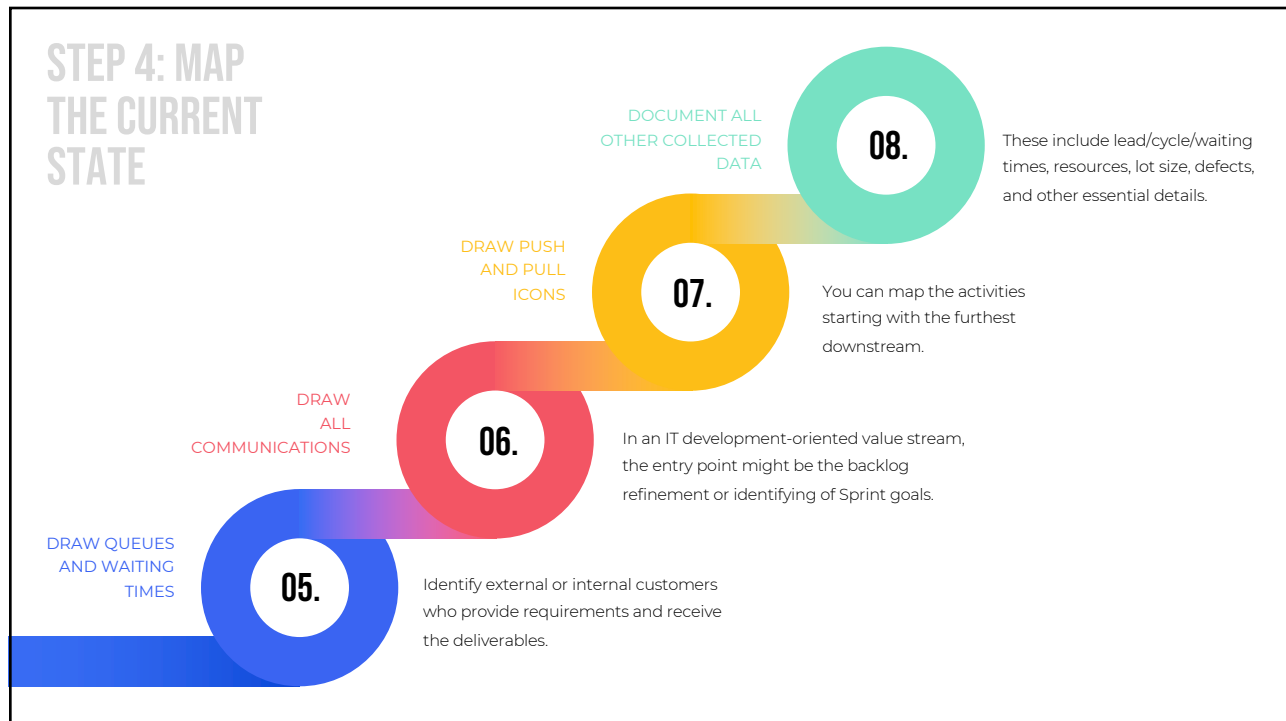 STEP 4: MAP
THE CURRENT
STATE
DOCUMENT ALL
OTHER COLLECTED
DATA
08.
These include lead/cycle/waiting
times, resources, lot size, defects,
and other essential details.
DRAW PUSH
AND PULL
ICONS
07.
You can map the activities
starting with the furthest
downstream.
DRAW
ALL
COMMUNICATIONS
06.
In an IT development-oriented value stream,
the entry point might be the backlog
refinement or identifying of Sprint goals.
DRAW QUEUES
AND WAITING
TIMES
05.
Identify external or internal customers
who provide requirements and receive
the deliverables.